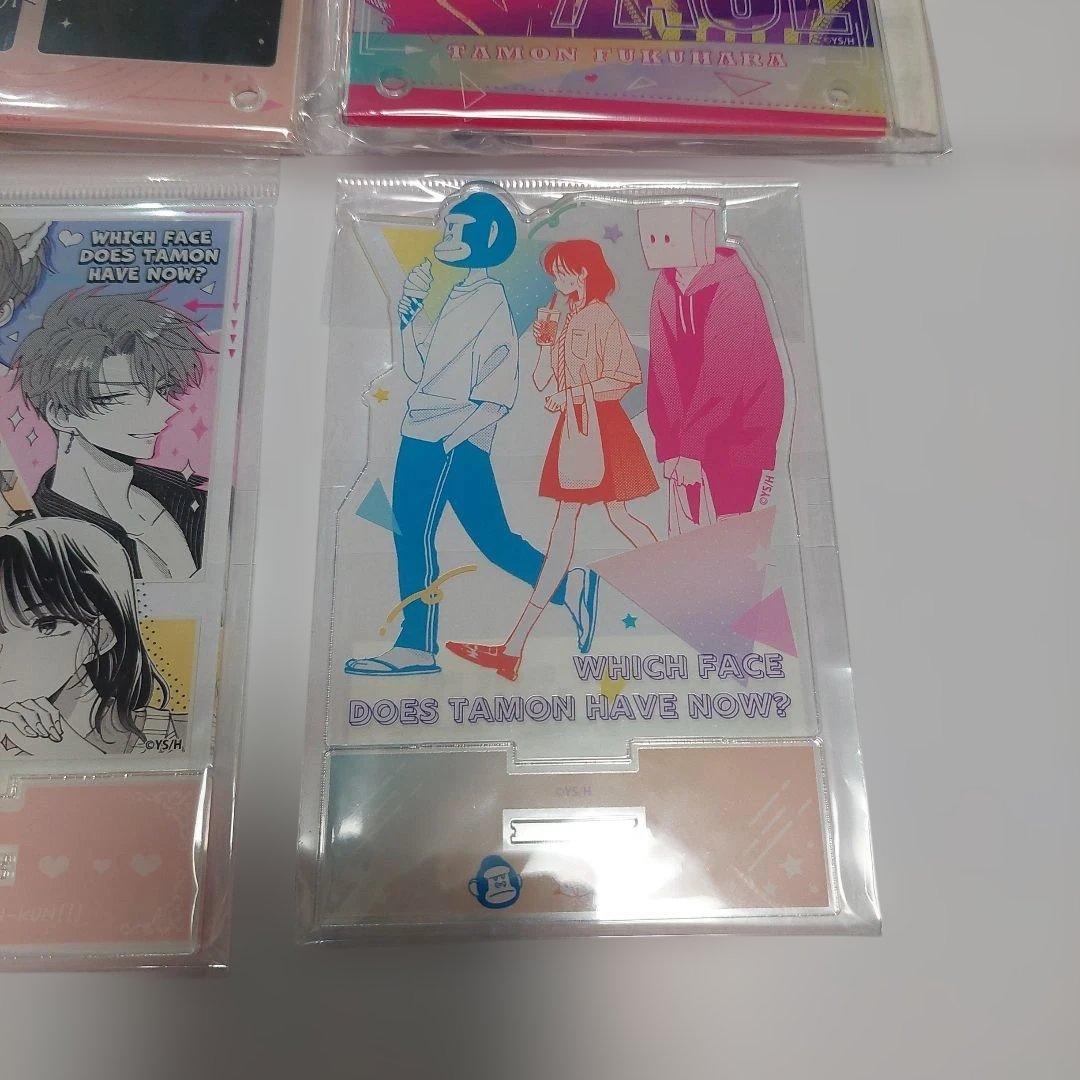 ©YS/H
TAMON FUKUHARA
WHICH FACE
DOES TAMON
HAVE NOW?
©YS/H
©YS/H
WHICH FACE
DOES TAMON HAVE NOW?
©YS/H